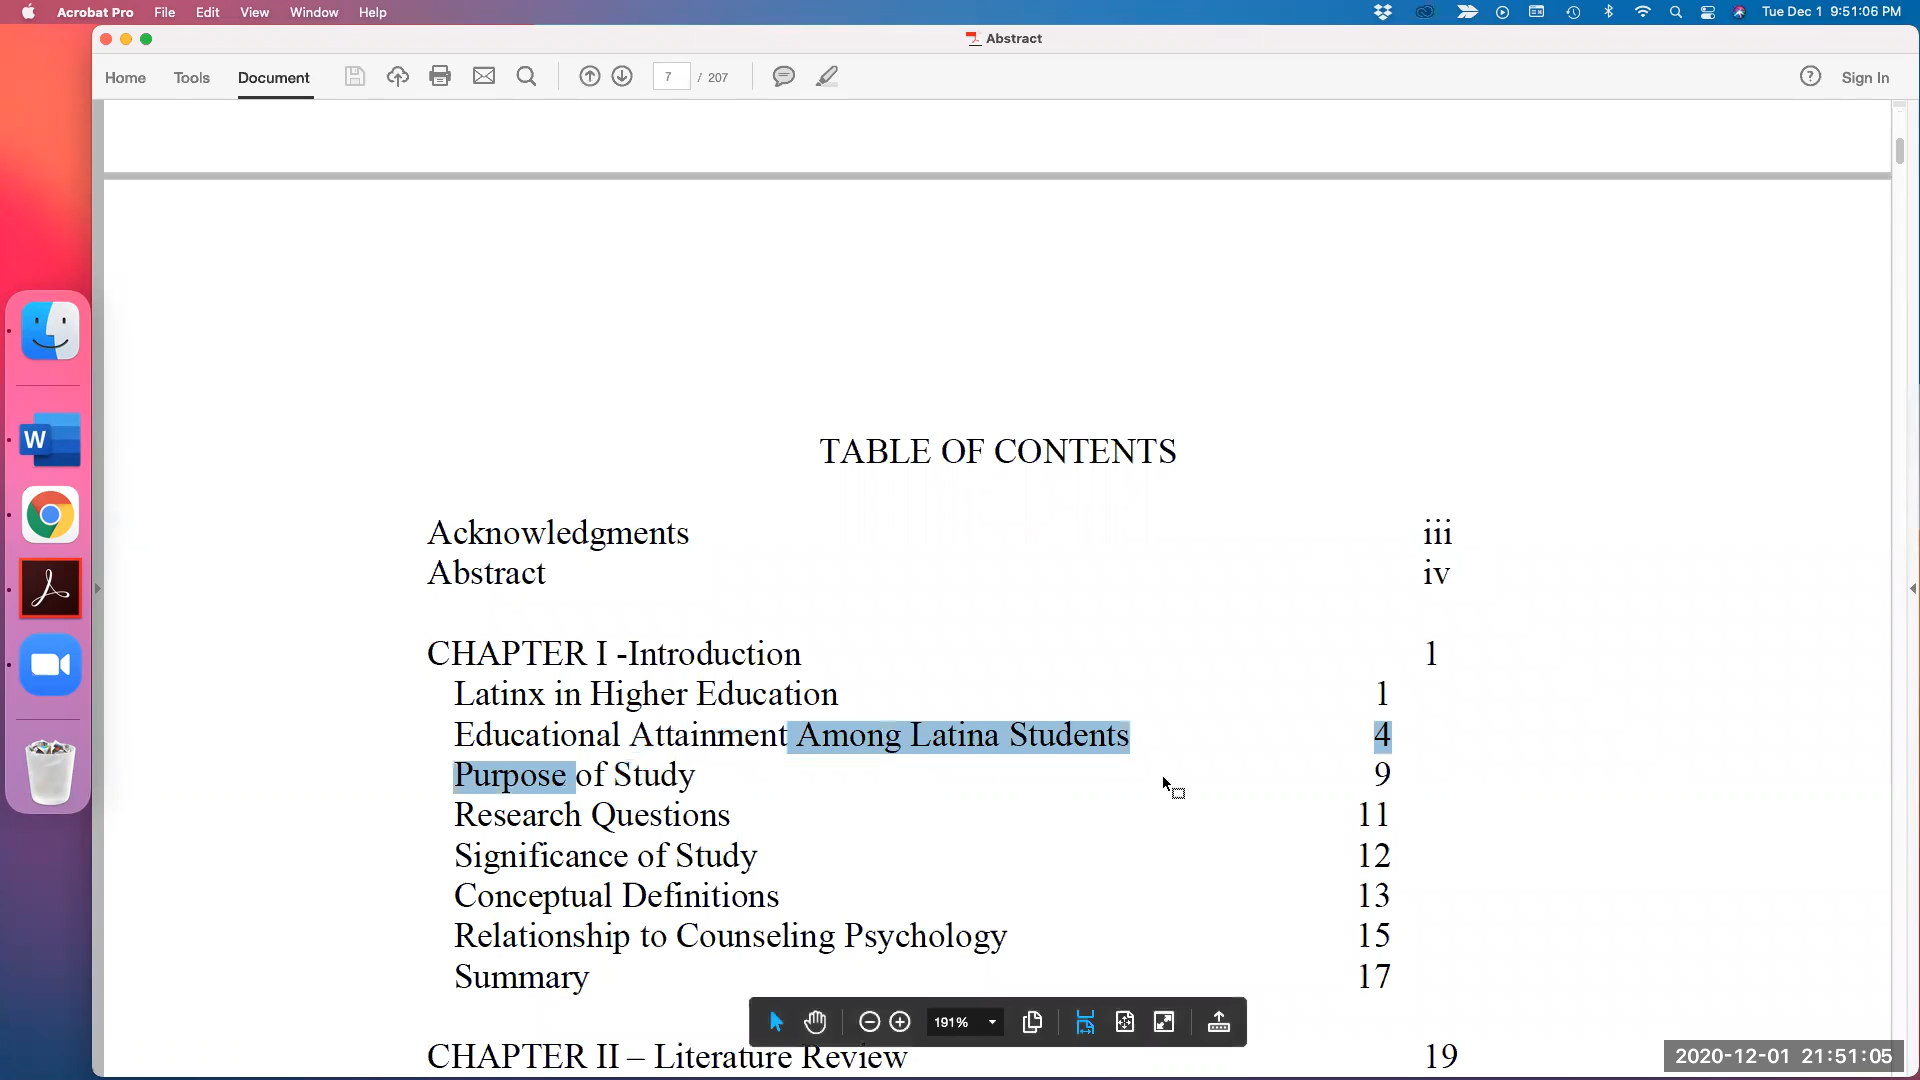 Acrobat Pro File Edit View Window Help Tue Dec 1 9:51:06 PM
Abstract
Home Tools Document 7 / 207 Sign In
TABLE OF CONTENTS
Acknowledgments iii
Abstract iv
CHAPTER I -Introduction 1
Latinx in Higher Education 1
Educational Attainment Among Latina Students 4
Purpose of Study 9
Research Questions 11
Significance of Study 12
Conceptual Definitions 13
Relationship to Counseling Psychology 15
Summary 17
191%
CHAPTER II – Literature Review 19
2020-12-01 21:51:05